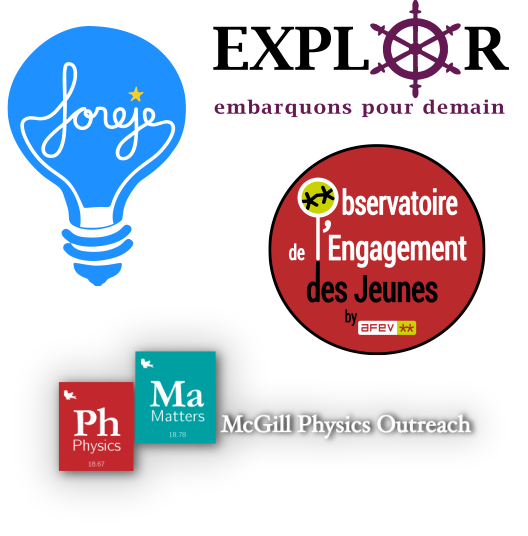 foreje
EXPLOR
embarquons pour demain
Observatoire
de l'Engagement
des Jeunes
by afev
Ph
Physics
18.67
Ma
Matters
18.78
McGill Physics Outreach